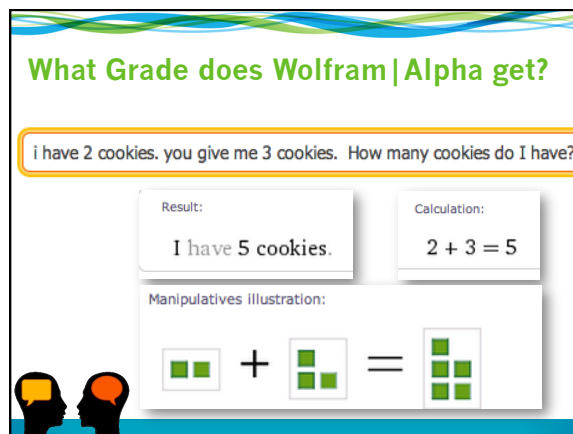 What Grade does Wolfram|Alpha get?
i have 2 cookies. you give me 3 cookies. How many cookies do I have?
Result:
I have 5 cookies.
Calculation:
2 + 3 = 5
Manipulatives illustration:
+ =